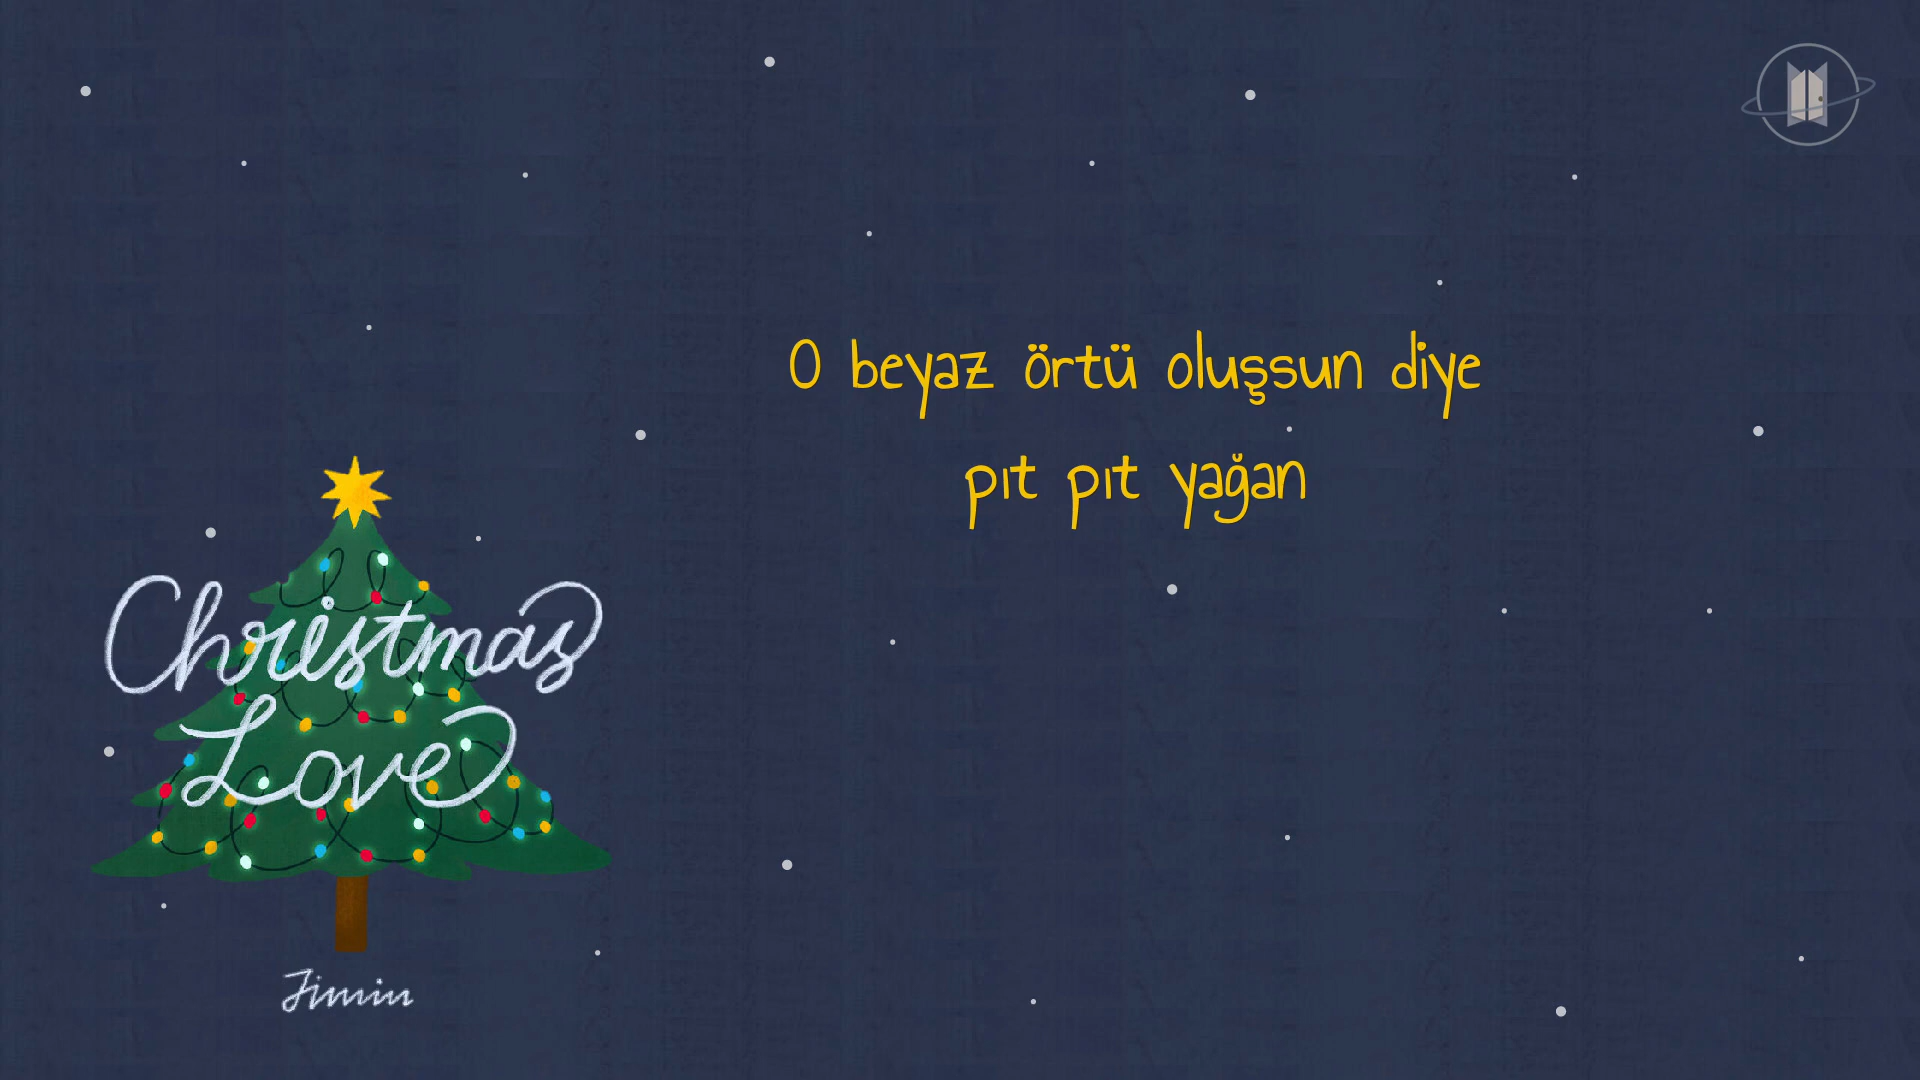 O beyaz örtü oluşsun diye
pıt pıt yağan
Christmas
Love
Jimin